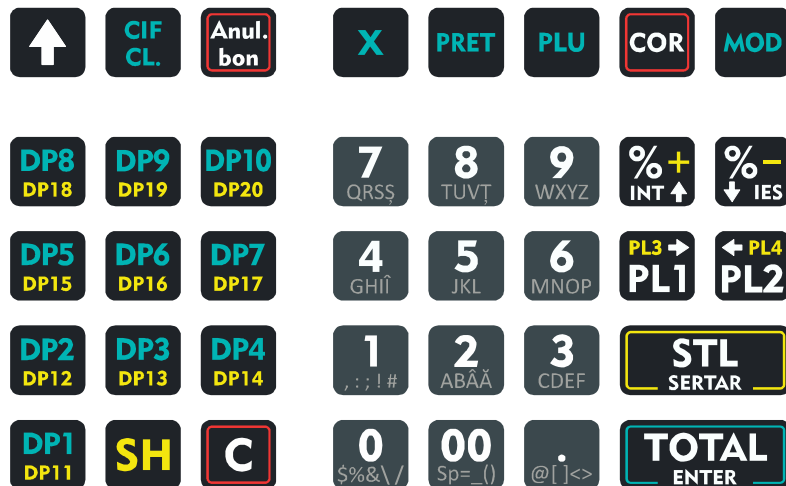 CIF
CL.
Anul.
bon
X
PRET
PLU
COR
MOD
DP8
DP18
DP9
DP19
DP10
DP20
7
QRSȘ
8
TUVȚ
9
WXYZ
%+
INT
%-
IES
DP5
DP15
DP6
DP16
DP7
DP17
4
GHIÎ
5
JKL
6
MNOP
PL3
PL1
PL4
PL2
DP2
DP12
DP3
DP13
DP4
DP14
1
,:;!#
2
ABÂĂ
3
CDEF
STL
SERTAR
DP1
DP11
SH
C
0
$%&\/
00
Sp=_()
.
@[]<>
TOTAL
ENTER